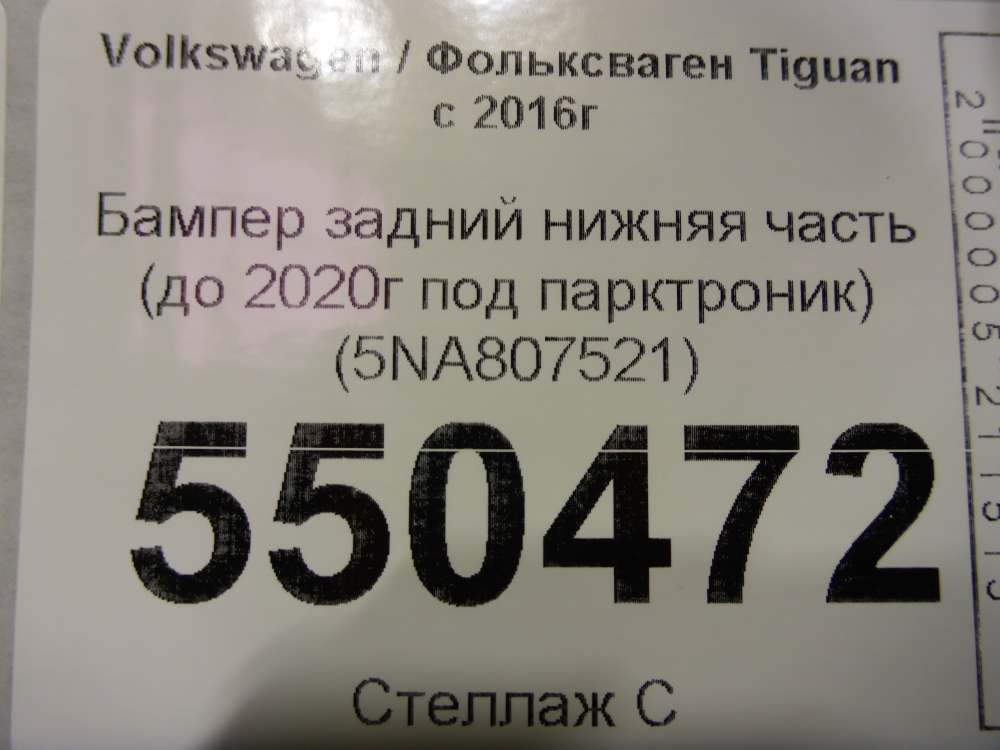 Volkswagen / Фольксваген Tiguan
с 2016г
Бампер задний нижняя часть
(до 2020г под парктроник)
(5NA807521)
550472
Стеллаж С